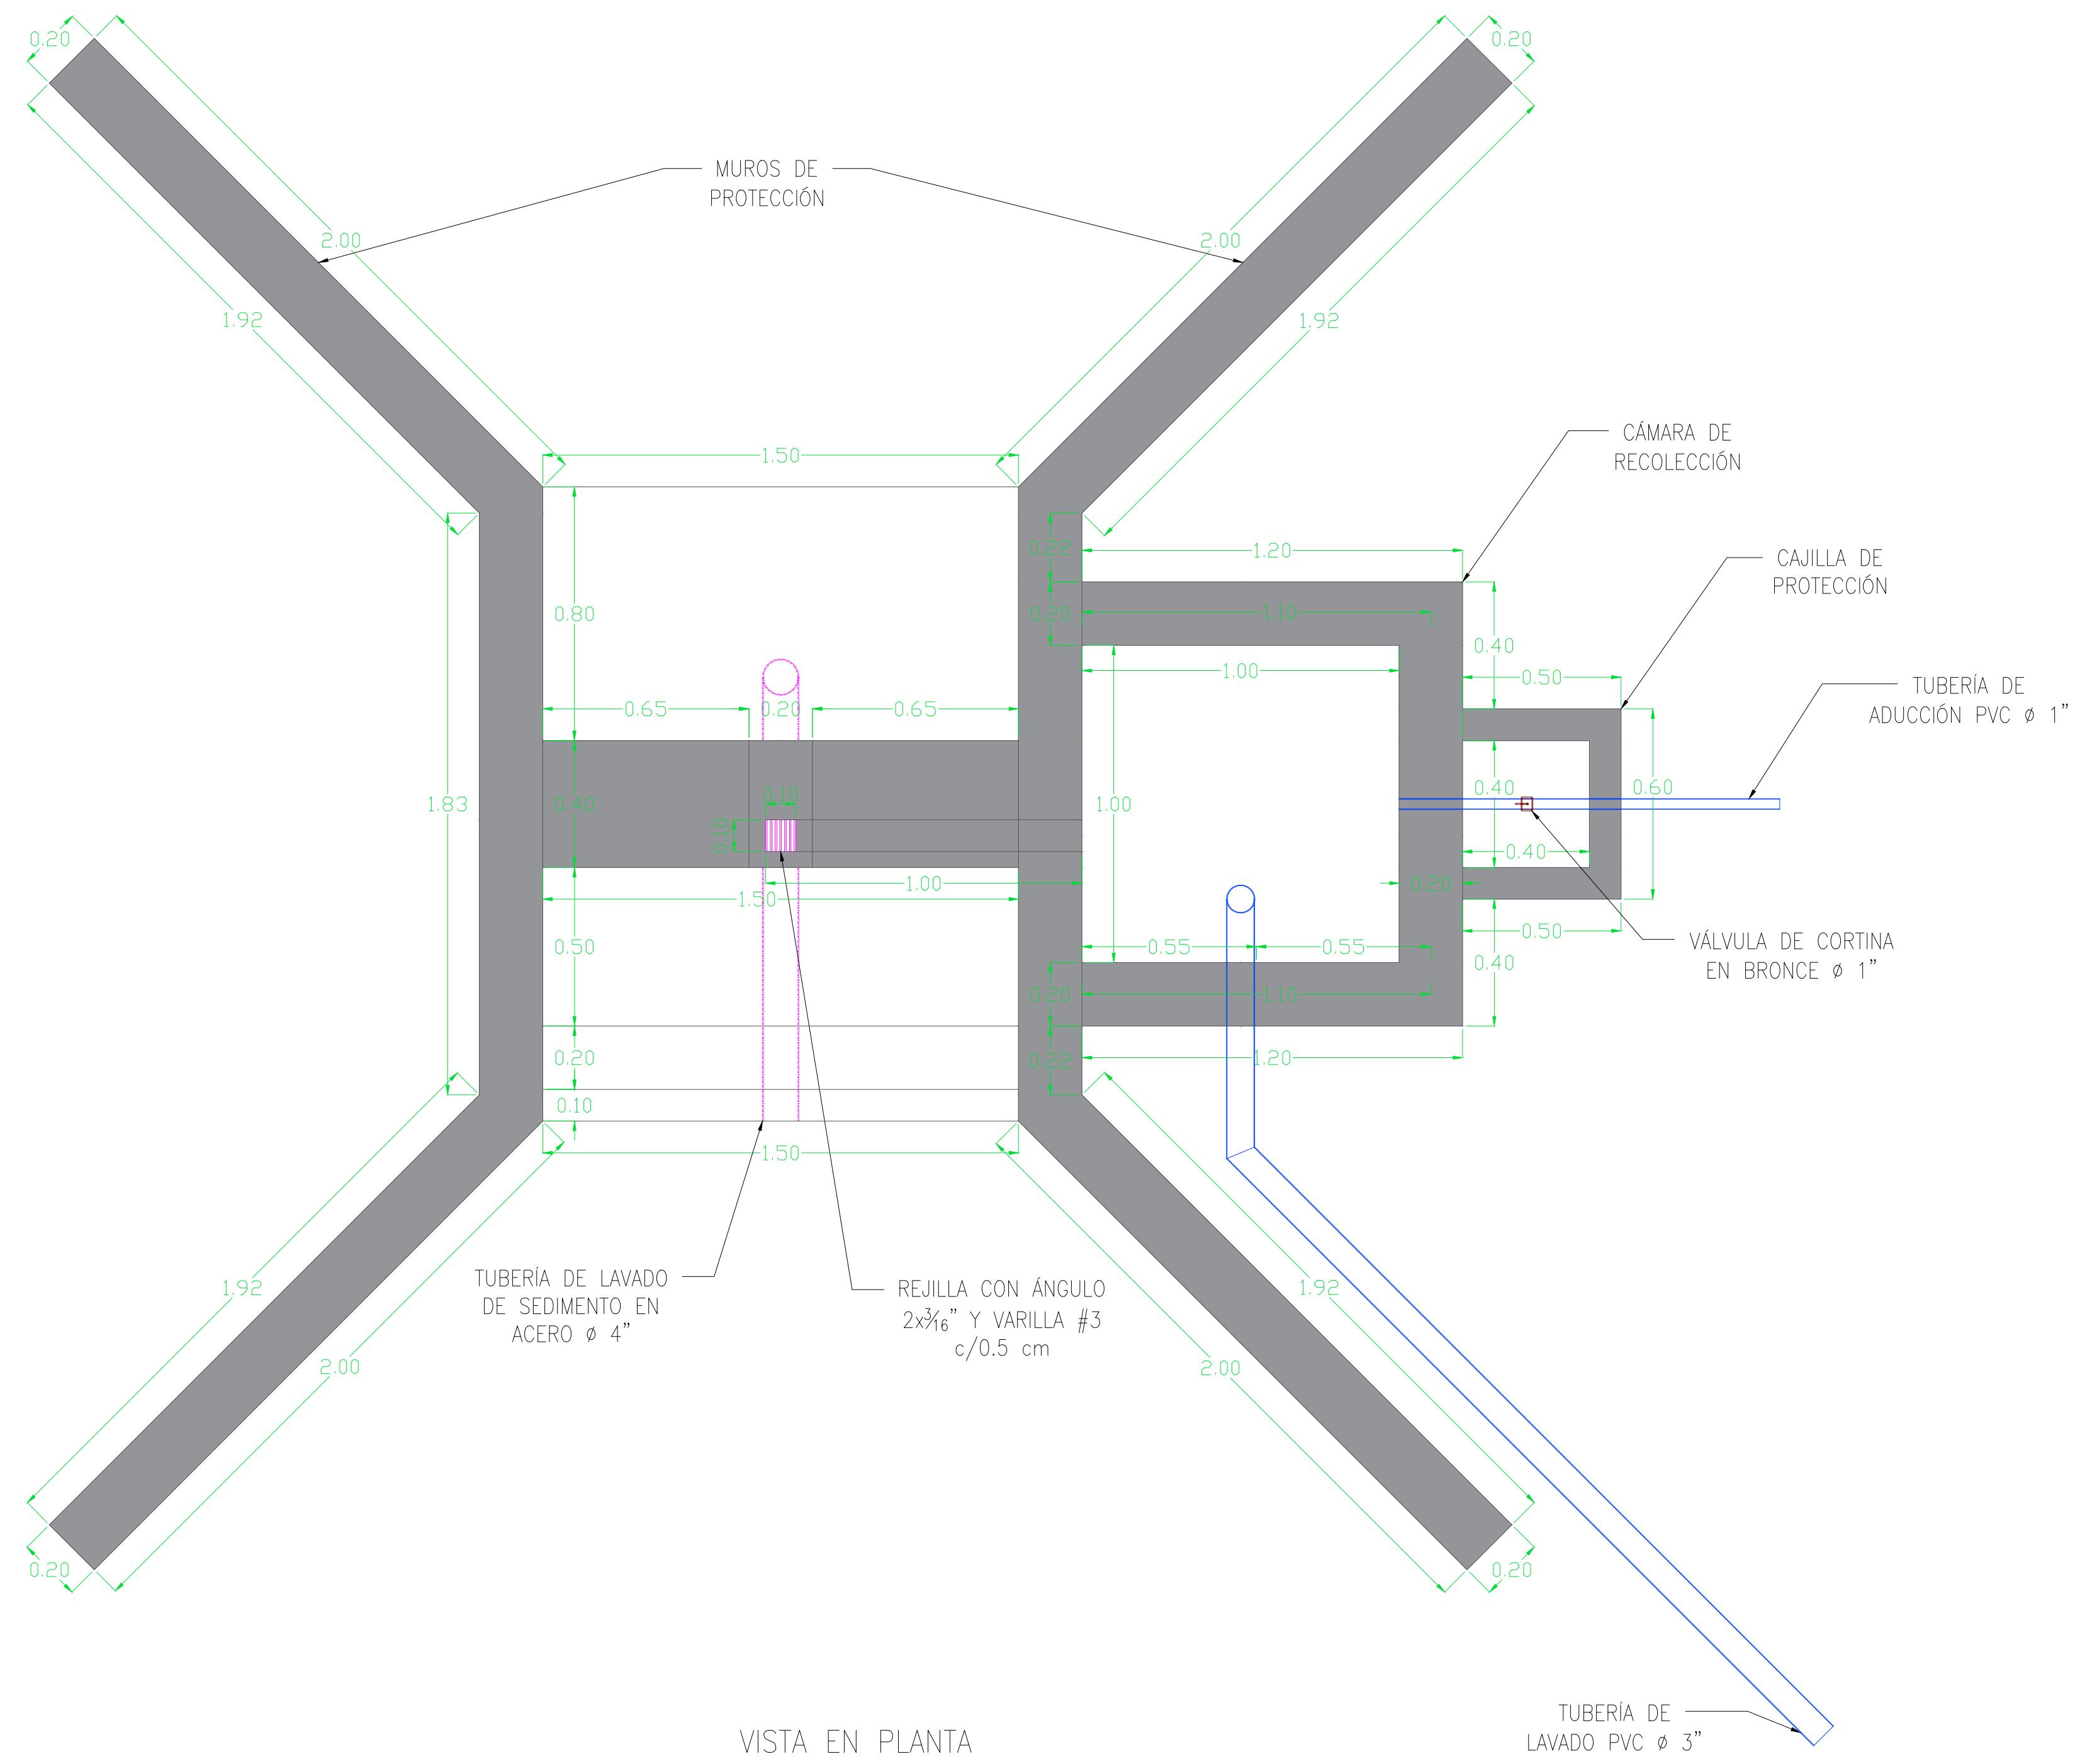 0.20
0.20
MUROS DE
PROTECCIÓN
2.00
2.00
1.92
1.92
CÁMARA DE
RECOLECCIÓN
1.50
0.22
1.20
CAJILLA DE
PROTECCIÓN
0.80
0.20
1.10
0.40
1.00
0.50
TUBERÍA DE
ADUCCIÓN PVC ø 1”
0.65
0.20
0.65
0.10
0.40
1.83
0.40
1.00
0.40
0.60
0.10
0.40
1.00
0.20
1.50
0.50
0.55
0.55
0.50
VÁLVULA DE CORTINA
EN BRONCE ø 1”
0.40
0.20
1.10
0.20
0.22
1.20
0.10
1.50
TUBERÍA DE LAVADO
DE SEDIMENTO EN
ACERO ø 4”
REJILLA CON ÁNGULO
2x3/16” Y VARILLA #3
c/0.5 cm
1.92
1.92
2.00
2.00
0.20
0.20
TUBERÍA DE
LAVADO PVC ø 3”
VISTA EN PLANTA